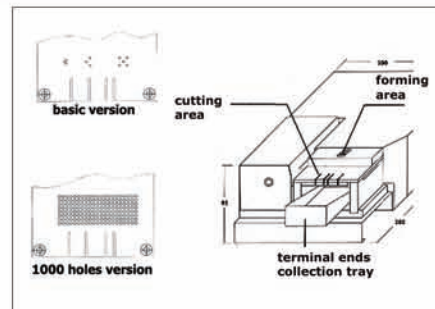 basic version
1000 holes version
cutting
area
forming
area
terminal ends
collection tray